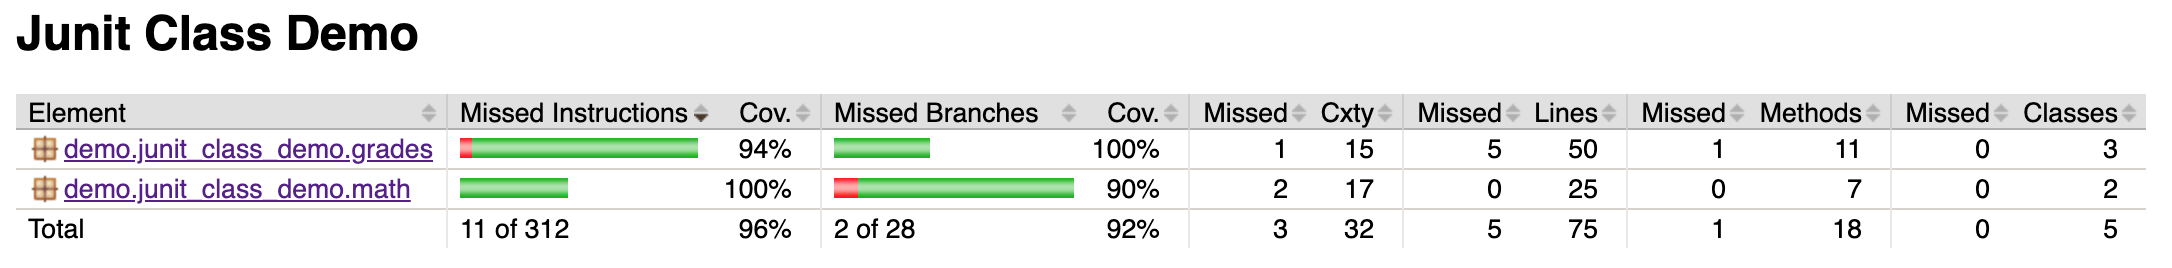 Junit Class Demo
Element Missed Instructions Cov. Missed Branches Cov. Missed Cxty Missed Lines Missed Methods Missed Classes
demo.junit_class_demo.grades 94% 100% 1 15 5 50 1 11 0 3
demo.junit_class_demo.math 100% 90% 2 17 0 25 0 7 0 2
Total 11 of 312 96% 2 of 28 92% 3 32 5 75 1 18 0 5